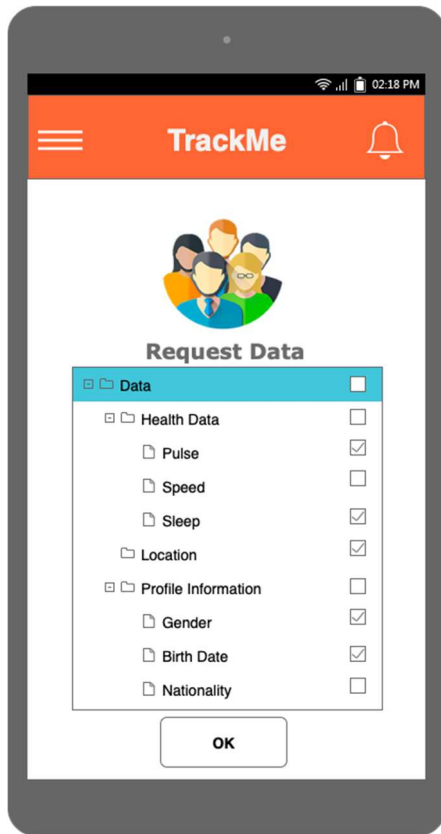 02:18 PM
TrackMe
Request Data
Data
Health Data
Pulse
Speed
Sleep
Location
Profile Information
Gender
Birth Date
Nationality
OK